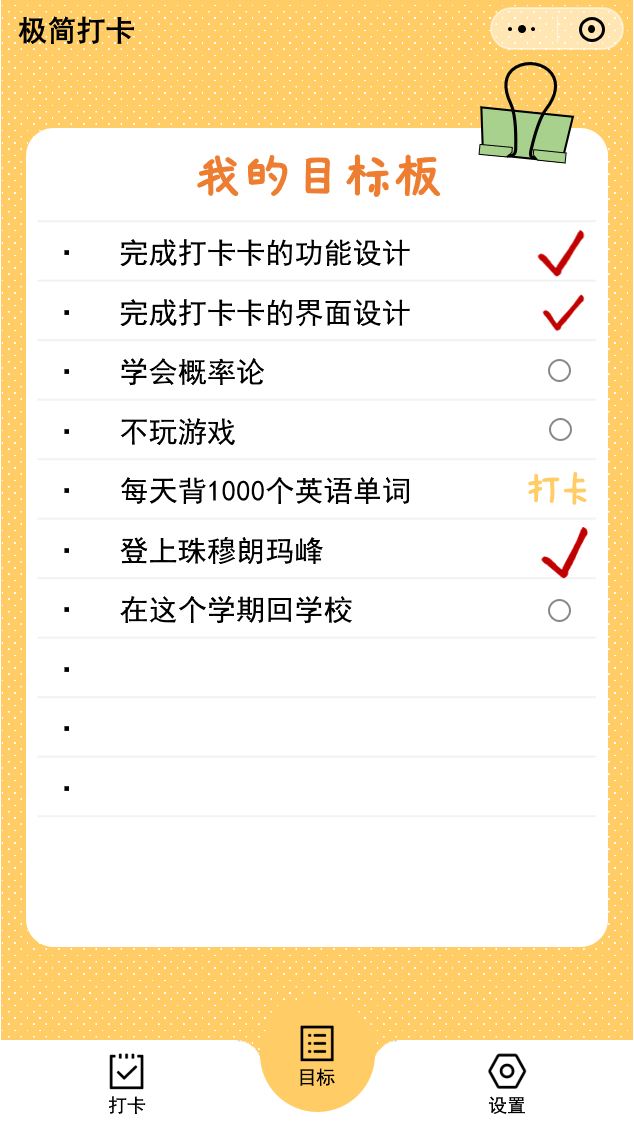 极简打卡
我的目标板
· 完成打卡卡的功能设计
· 完成打卡卡的界面设计
· 学会概率论
· 不玩游戏
· 每天背1000个英语单词 打卡
· 登上珠穆朗玛峰
· 在这个学期回学校
·
·
·
打卡 目标 设置